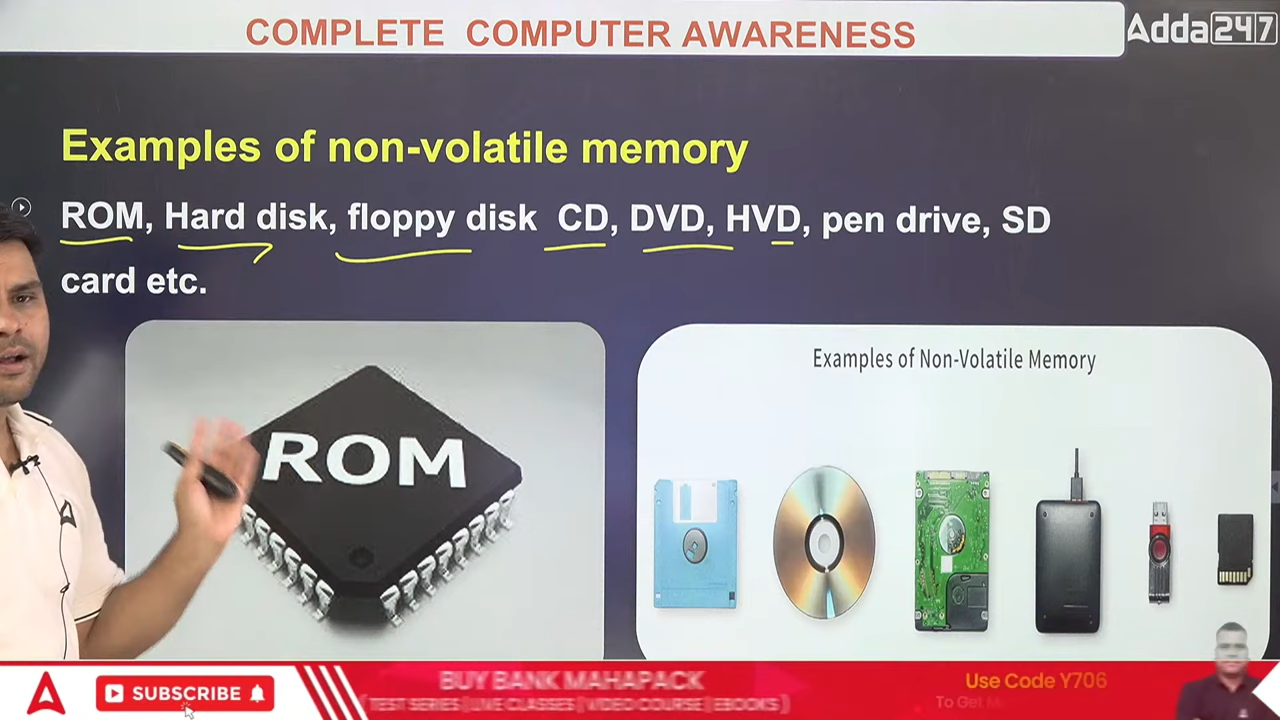 COMPLETE COMPUTER AWARENESS
Adda247
Examples of non-volatile memory
ROM, Hard disk, floppy disk CD, DVD, HVD, pen drive, SD
card etc.
ROM
Examples of Non-Volatile Memory
SUBSCRIBE
BUY BANK MAHAPACK
( TEST SERIES | LIVE CLASSES | VIDEO COURSE | EBOOKS )
Use Code Y706
To Get